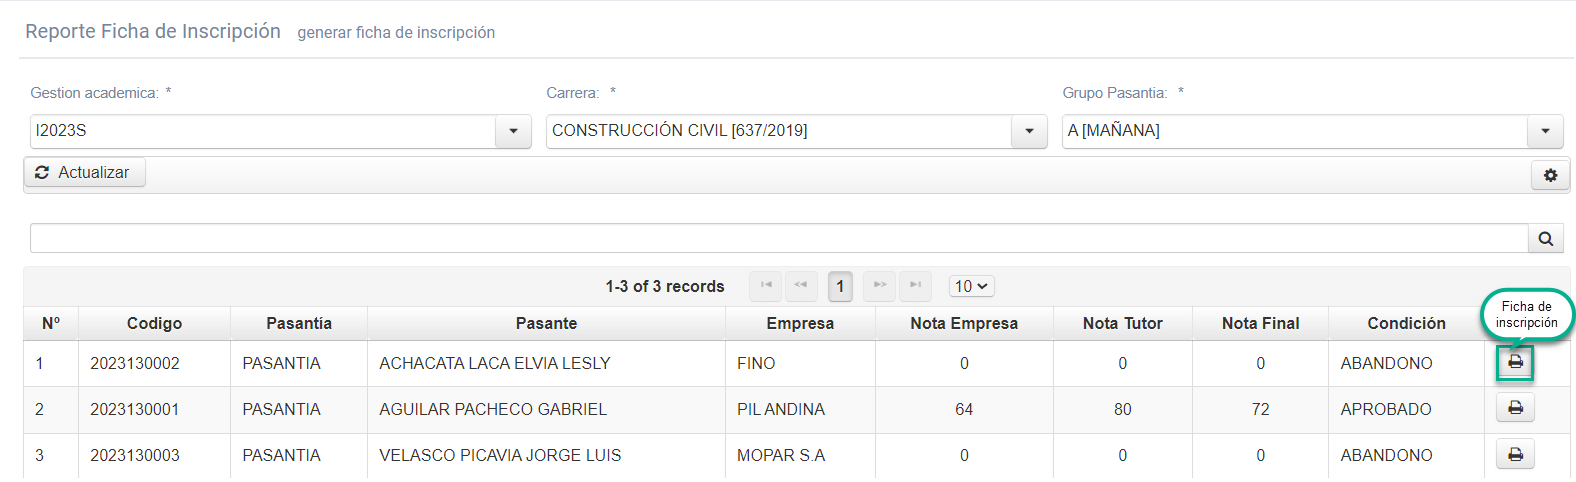 Reporte Ficha de Inscripción generar ficha de inscripción
Gestion academica: * Carrera: * Grupo Pasantia: *
I2023S CONSTRUCCIÓN CIVIL [637/2019] A [MAÑANA]
Actualizar
1-3 of 3 records 1 10
Nº Codigo Pasantía Pasante Empresa Nota Empresa Nota Tutor Nota Final Condición
Ficha de
inscripción
1 2023130002 PASANTIA ACHACATA LACA ELVIA LESLY FINO 0 0 0 ABANDONO
2 2023130001 PASANTIA AGUILAR PACHECO GABRIEL PIL ANDINA 64 80 72 APROBADO
3 2023130003 PASANTIA VELASCO PICAVIA JORGE LUIS MOPAR S.A 0 0 0 ABANDONO